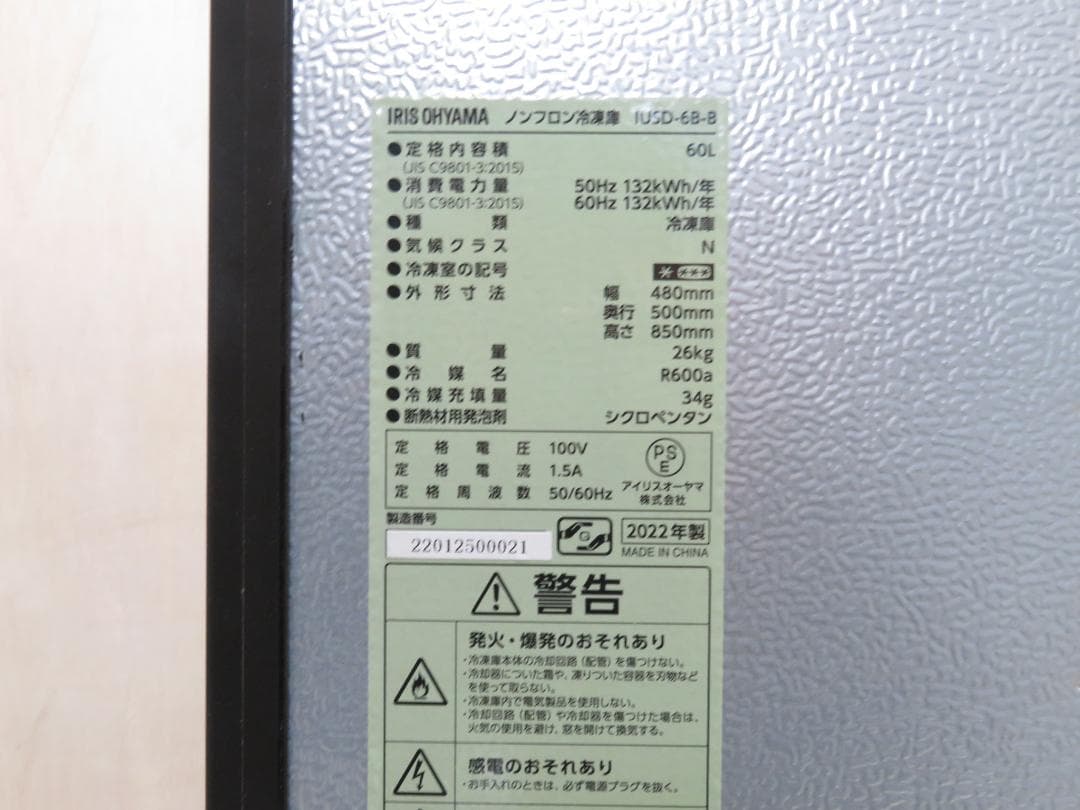 IRIS OHYAMA ノンフロン冷凍庫 IUSD-6B-B
●定格内容積 60L
(JIS C9801-3:2015)
●消費電力量 50Hz 132kWh/年
(JIS C9801-3:2015) 60Hz 132kWh/年
●種類 冷凍庫
●気候クラス N
●冷凍室の記号 * ***
●外形寸法 幅 480mm
奥行 500mm
高さ 850mm
●質量 26kg
●冷媒名 R600a
●冷媒充填量 34g
●断熱材用発泡剤 シクロペンタン
定格電圧 100V
定格電流 1.5A
定格周波数 50/60Hz
PS
E
アイリスオーヤマ
株式会社
製造番号
22012500021
G
2022年製
MADE IN CHINA
警告
発火・爆発のおそれあり
・冷凍庫本体の冷却回路（配管）を傷つけない。
・冷却器についた霜や、凍りついた容器を刃物など
を使って取らない。
・冷凍庫内で電気製品を使用しない。
・冷却回路（配管）や冷却器を傷つけた場合は、
火気の使用を避け、窓を開けて換気する。
感電のおそれあり
・お手入れのときは、必ず電源プラグを抜く。